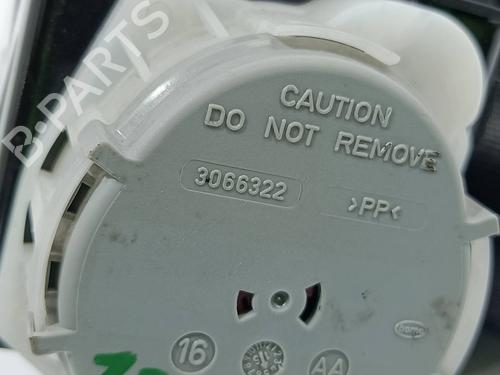 B-PARTS
CAUTION
DO NOT REMOVE
3066322
>PP<
16
AA